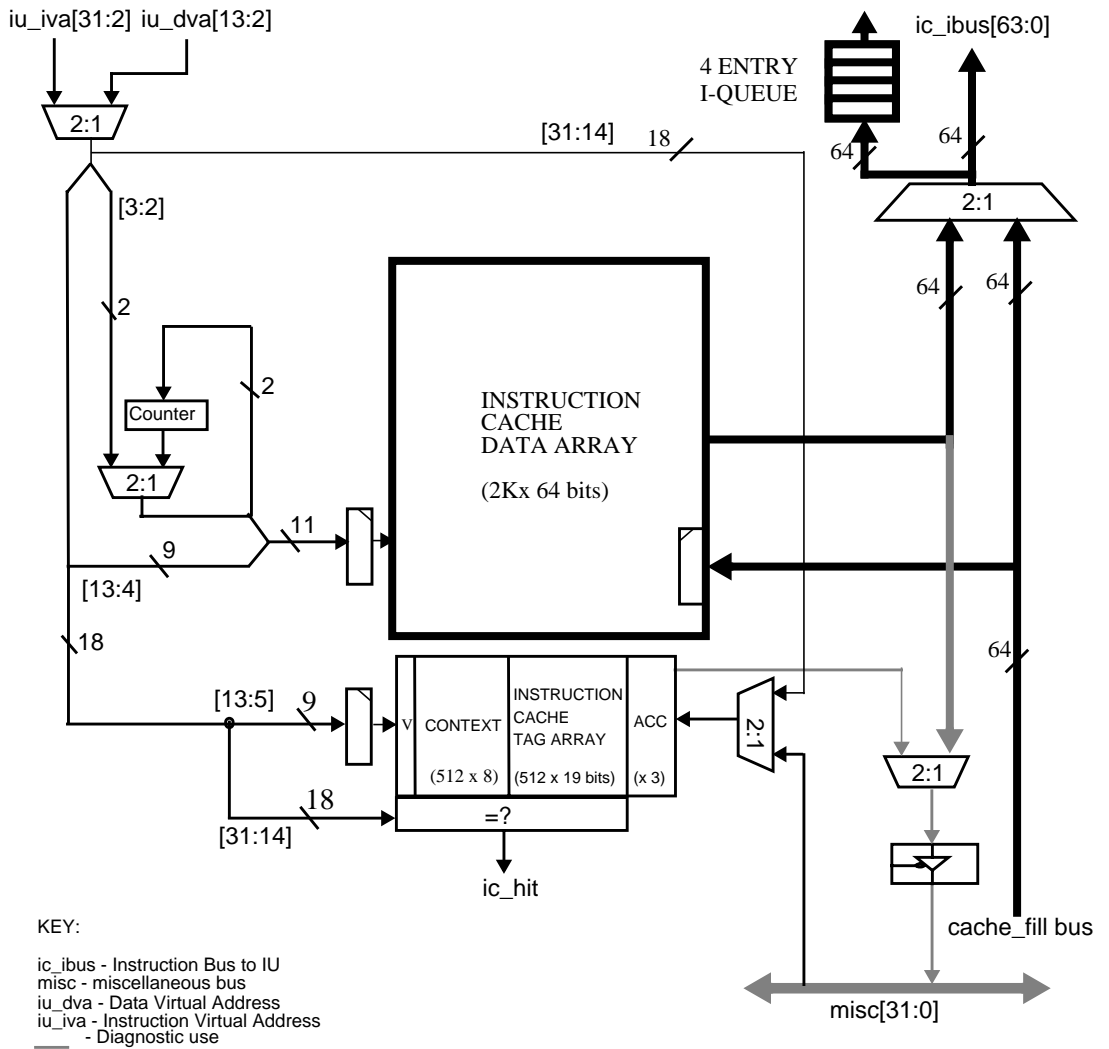 iu_iva[31:2] iu_dva[13:2]
ic_ibus[63:0]
4 ENTRY
I-QUEUE
2:1
[31:14]
18
64
64
2:1
[3:2]
2
64
64
2
Counter
2:1
INSTRUCTION
CACHE
DATA ARRAY
(2Kx 64 bits)
11
9
[13:4]
18
64
[13:5]
9
V
CONTEXT
(512 x 8)
INSTRUCTION
CACHE
TAG ARRAY
(512 x 19 bits)
ACC
(x 3)
2:1
2:1
18
[31:14]
=?
ic_hit
cache_fill bus
misc[31:0]
KEY:
ic_ibus - Instruction Bus to IU
misc - miscellaneous bus
iu_dva - Data Virtual Address
iu_iva - Instruction Virtual Address
- Diagnostic use